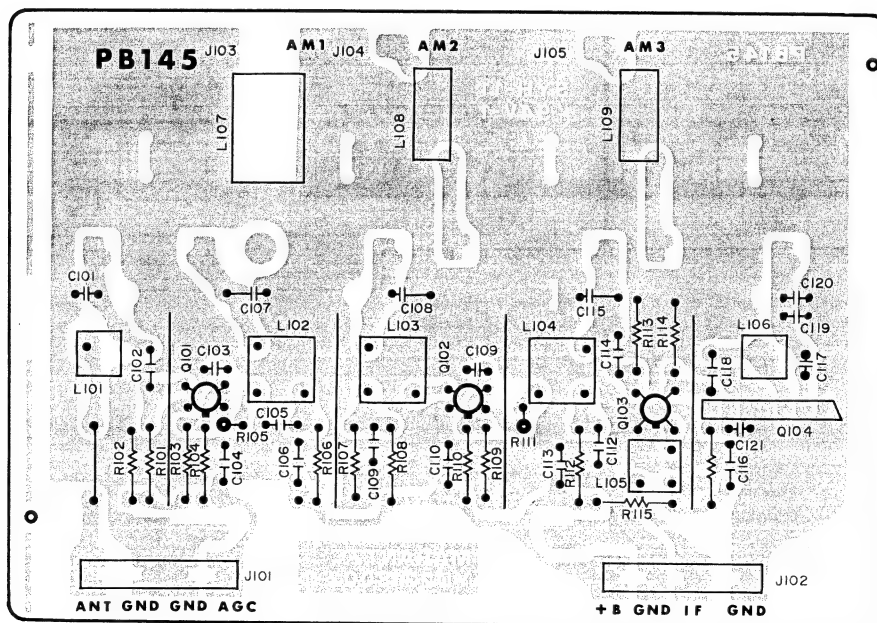 PB145
J103
AM1
J104
AM2
J105
AM3
PB145
L107
L108
L109
C101
C107
C108
C115
C120
C119
R113
R114
L101
C102
Q101
C103
L102
L103
Q102
C109
L104
C114
Q103
L106
C118
C117
Q104
R102
R101
R103
R104
R105
C104
C105
C106
R106
R107
C109
R108
C110
R110
R109
R111
C113
R112
C112
L105
R115
C121
C116
J101
J102
ANT GND GND AGC
+B GND IF GND